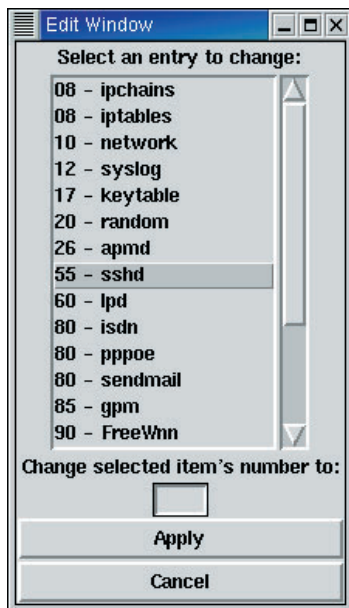 Edit Window
Select an entry to change:
08 - ipchains
08 - iptables
10 - network
12 - syslog
17 - keytable
20 - random
26 - apmd
55 - sshd
60 - lpd
80 - isdn
80 - pppoe
80 - sendmail
85 - gpm
90 - FreeWnn
Change selected item's number to:
Apply
Cancel